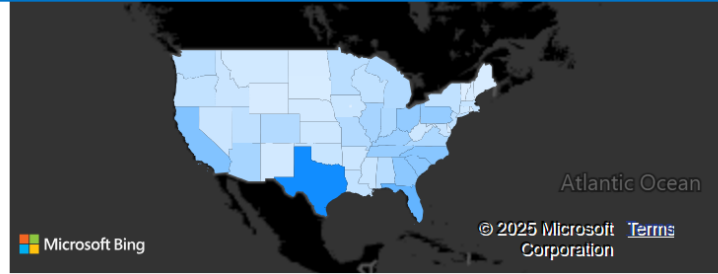 Atlantic Ocean
© 2025 Microsoft Terms
Corporation
Microsoft Bing